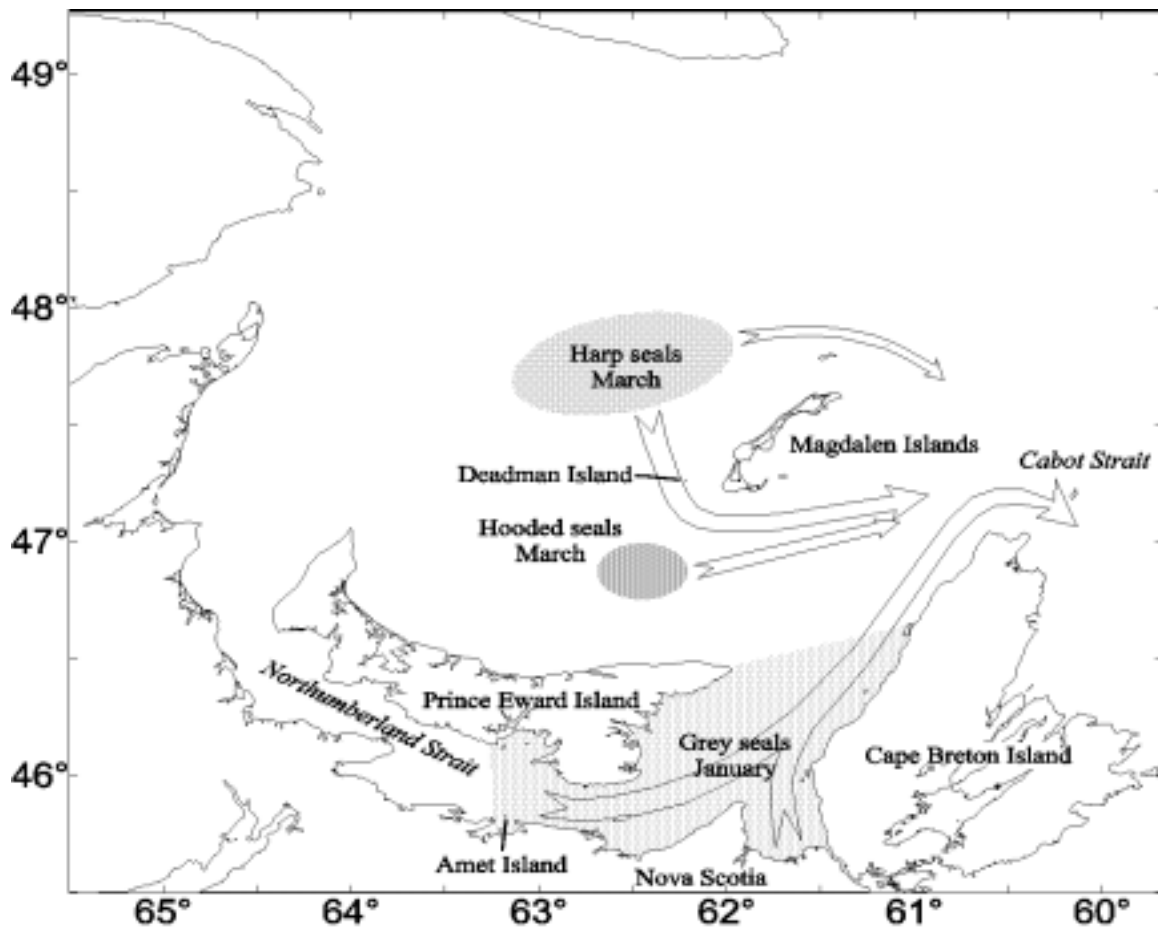 49°
48°
47°
46°
Harp seals
March
Magdalen Islands
Cabot Strait
Deadman Island
Hooded seals
March
Northumberland Strait
Prince Eward Island
Grey seals
January
Cape Breton Island
Amet Island
Nova Scotia
65° 64° 63° 62° 61° 60°